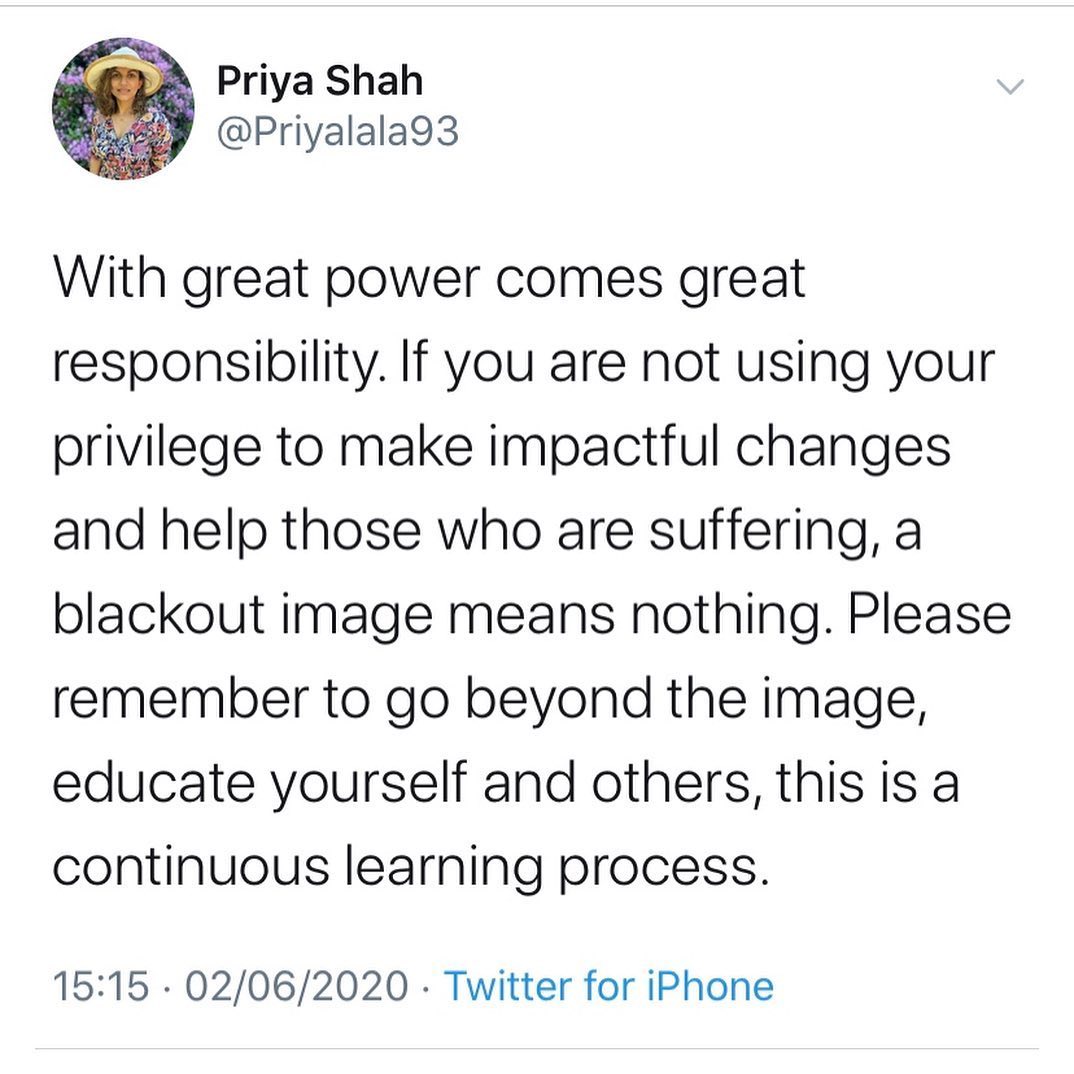 Priya Shah
@Priyalala93
With great power comes great
responsibility. If you are not using your
privilege to make impactful changes
and help those who are suffering, a
blackout image means nothing. Please
remember to go beyond the image,
educate yourself and others, this is a
continuous learning process.
15:15 · 02/06/2020 · Twitter for iPhone